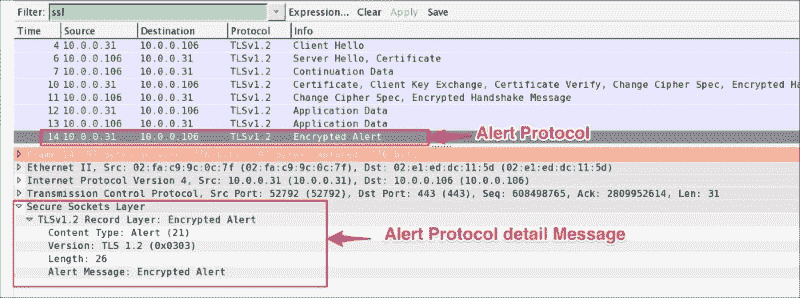 Filter: ssl Expression... Clear Apply Save
Time Source Destination Protocol Info
4 10.0.0.31 10.0.0.106 TLSv1.2 Client Hello
6 10.0.0.106 10.0.0.31 TLSv1.2 Server Hello, Certificate
7 10.0.0.106 10.0.0.31 TLSv1.2 Continuation Data
10 10.0.0.31 10.0.0.106 TLSv1.2 Certificate, Client Key Exchange, Certificate Verify, Change Cipher Spec, Encrypted Ha
11 10.0.0.106 10.0.0.31 TLSv1.2 Change Cipher Spec, Encrypted Handshake Message
12 10.0.0.31 10.0.0.106 TLSv1.2 Application Data
13 10.0.0.106 10.0.0.31 TLSv1.2 Application Data
14 10.0.0.31 10.0.0.106 TLSv1.2 Encrypted Alert
Alert Protocol
Ethernet II, Src: 02:fa:c9:9c:0c:7f (02:fa:c9:9c:0c:7f), Dst: 02:e1:ed:dc:11:5d (02:e1:ed:dc:11:5d)
Internet Protocol Version 4, Src: 10.0.0.31 (10.0.0.31), Dst: 10.0.0.106 (10.0.0.106)
Transmission Control Protocol, Src Port: 52792 (52792), Dst Port: 443 (443), Seq: 608498765, Ack: 2809952614, Len: 31
Secure Sockets Layer
TLSv1.2 Record Layer: Encrypted Alert
Content Type: Alert (21)
Version: TLS 1.2 (0x0303)
Length: 26
Alert Message: Encrypted Alert
Alert Protocol detail Message